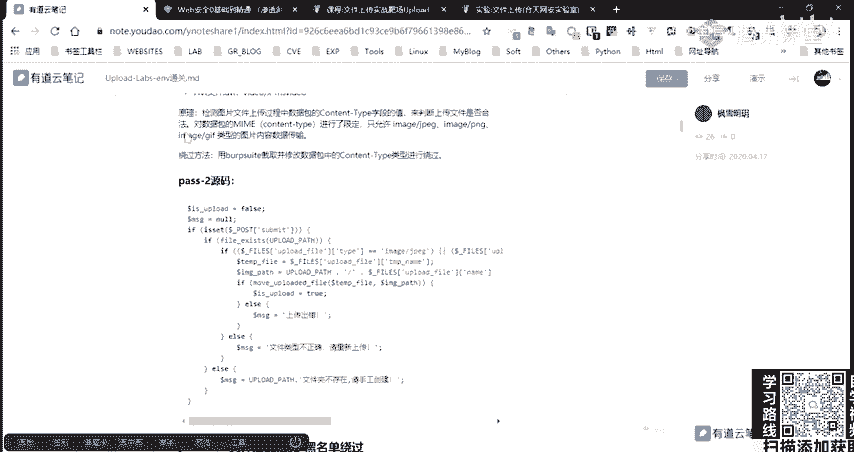 有道云笔记
Web安全0基础到精通
课程:文件上传实战靶场Upload
实验:文件上传(合天网安实验室)
note.youdao.com/ynoteshare1/index.html?id=926c6eea6bd1c93ce9b6f79661398e86...
应用 书签工具栏 WEBSITES LAB GR_BLOG CVE EXP Tools Linux MyBlog Soft Others Python Html 网址导航 其他书签
有道云笔记 Upload-Labs-env通关.md 分享 演示
原理：检测图片文件上传过程中数据包的Content-Type字段的值，来判断上传文件是否合
法。对数据包的MIME（content-type）进行了限定，只允许 image/jpeg、image/png、
image/gif 类型的图片内容数据传输。
绕过方法：用burpsuite截取并修改数据包中的Content-Type类型进行绕过。
pass-2源码：
$is_upload = false;
$msg = null;
if (isset($_POST['submit'])) {
if (file_exists(UPLOAD_PATH)) {
if (($_FILES['upload_file']['type'] == 'image/jpeg') || ($_FILES['upl
$temp_file = $_FILES['upload_file']['tmp_name'];
$img_path = UPLOAD_PATH . '/' . $_FILES['upload_file']['name']
if (move_uploaded_file($temp_file, $img_path)) {
$is_upload = true;
} else {
$msg = '上传出错！';
}
} else {
$msg = '文件类型不正确，请重新上传！';
}
} else {
$msg = UPLOAD_PATH.'文件夹不存在,请手工创建！';
}
}
黑名单绕过
枫雪明玥
26 0
分享时间 2020.04.17
学习路线
扫描添加获取
有道云笔记